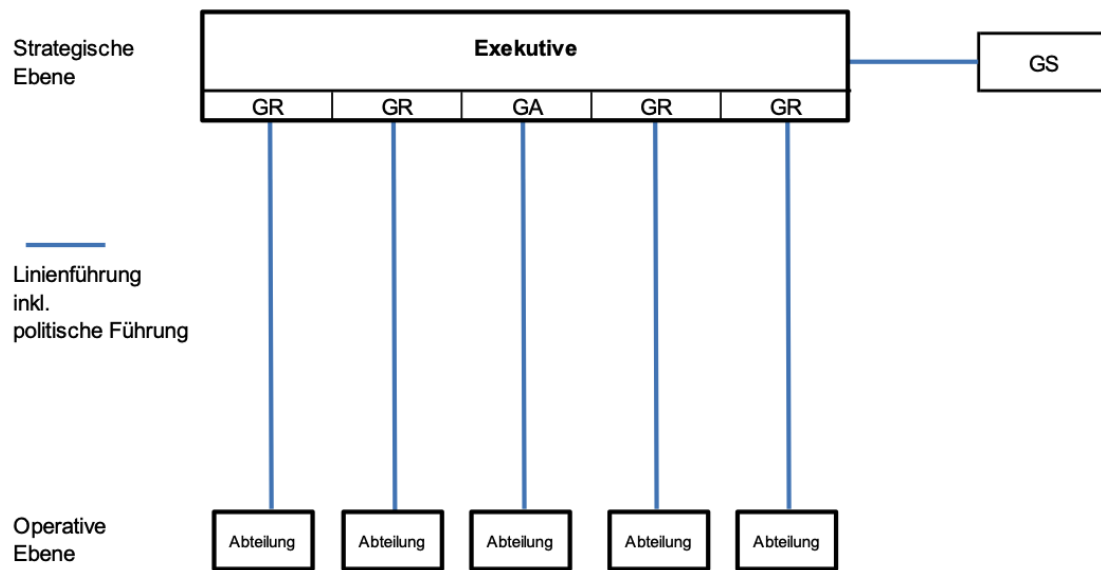 Strategische
Ebene
Exekutive
GS
GR GR GA GR GR
Linienführung
inkl.
politische Führung
Operative
Ebene
Abteilung Abteilung Abteilung Abteilung Abteilung